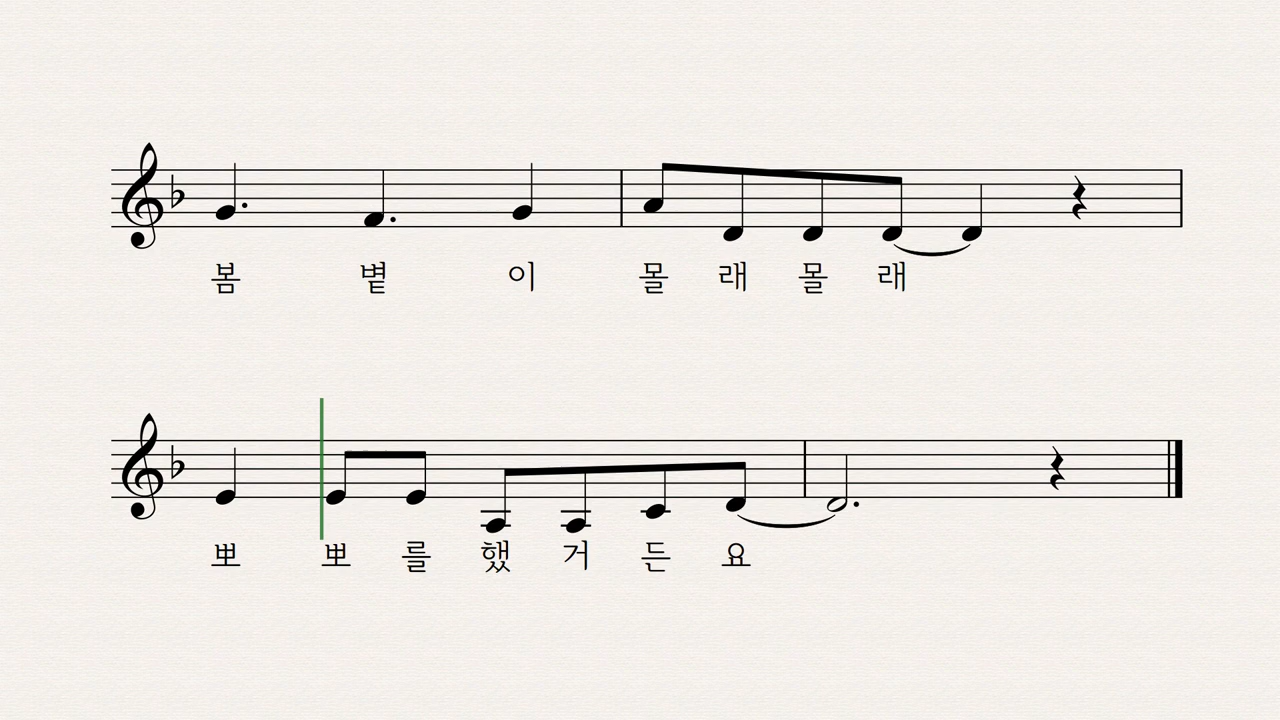 봄 볕 이 몰 래 몰 래
뽀 뽀 를 했 거 든 요